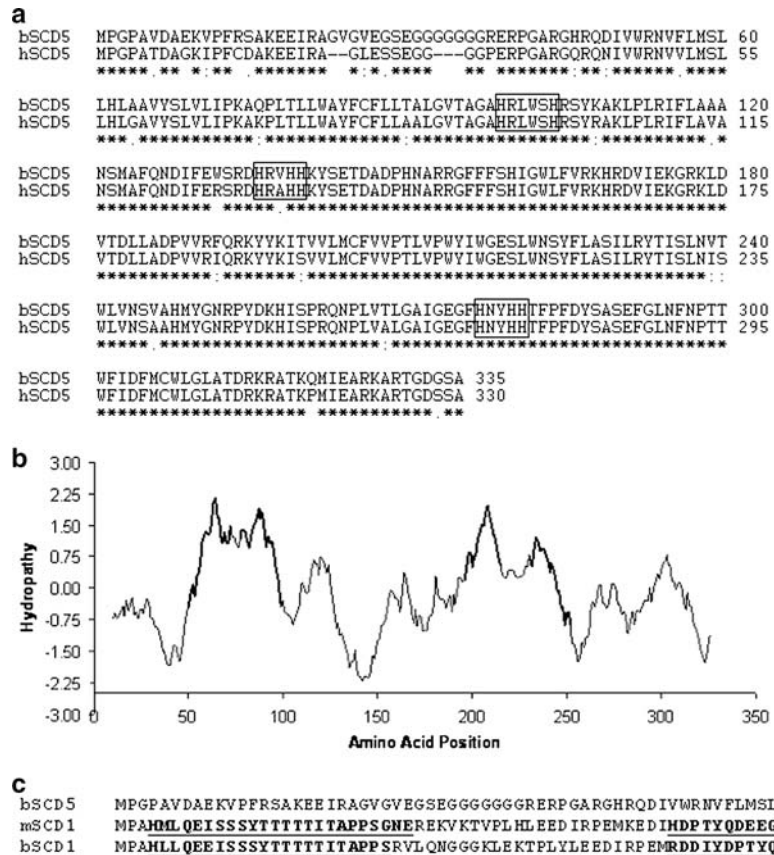 a
bSCD5 MPGPAVDAEKVPFRSAKEEIRAGVGVEGSEGGGGGGGRERPGARGHRQDIVWRNVFLMSL 60
hSCD5 MPGPATDAGKIPFCDAKEEIRA--GLESSEGG---GGPERPGARGQRQNIVWRNVVLMSL 55
bSCD5 LHLAAVYSLVLIPKAQPLTLLWAYFCFLLTALGVTAGAHRLWSHRSYKAKLPLRIFLAAA 120
hSCD5 LHLGAVYSLVLIPKAKPLTLLWAYFCFLLAALGVTAGAHRLWSHRSYRAKLPLRIFLAVA 115
bSCD5 NSMAFQNDIFEWSRDHRVHHKYSETDADPHNARRGFFFSHIGWLFVRKHRDVIEKGRKLD 180
hSCD5 NSMAFQNDIFERSRDHRAHHKYSETDADPHNARRGFFFSHIGWLFVRKHRDVIEKGRKLD 175
bSCD5 VTDLLADPVVRFQRKYYKITVVLMCFVVPTLVPWYIWGESLWNSYFLASILRYTISLNVT 240
hSCD5 VTDLLADPVVRIQRKYYKISVVLMCFVVPTLVPWYIWGESLWNSYFLASILRYTISLNIS 235
bSCD5 WLVNSVAHMYGNRPYDKHISPRQNPLVTLGAIGEGFHNYHHTFPFDYSASEFGLNFNPTT 300
hSCD5 WLVNSAAHMYGNRPYDKHISPRQNPLVALGAIGEGFHNYHHTFPFDYSASEFGLNFNPTT 295
bSCD5 WFIDFMCWLGLATDRKRATKQMIEARKARTGDGSA 335
hSCD5 WFIDFMCWLGLATDRKRATKPMIEARKARTGDSSA 330
b
3.00
2.25
1.50
0.75
0.00
-0.75
-1.50
-2.25
-3.00
Hydropathy
0 50 100 150 200 250 300 350
Amino Acid Position
c
bSCD5 MPGPAVDAEKVPFRSAKEEIRAGVGVEGSEGGGGGGGRERPGARGHRQDIVWRNVFLMSL
mSCD1 MPAHMLQEISSSYTTTTTITAPPSGNEREKVKTVPLHLEEDIRPEMKEDIHDPTYQDEEG
bSCD1 MPAHLLQEISSSYTTTTTITAPPSRVLQNGGGKLEKTPLYLEEDIRPEMRDDIYDPTYQ